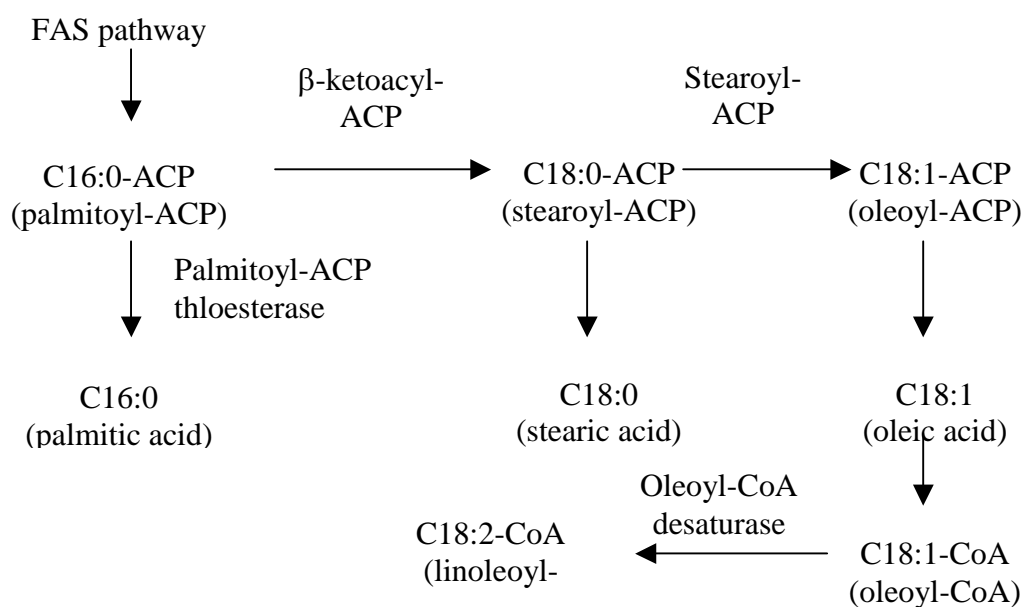 FAS pathway
β-ketoacyl-
ACP
Stearoyl-
ACP
C16:0-ACP
(palmitoyl-ACP)
C18:0-ACP
(stearoyl-ACP)
C18:1-ACP
(oleoyl-ACP)
Palmitoyl-ACP
thloesterase
C16:0
(palmitic acid)
C18:0
(stearic acid)
C18:1
(oleic acid)
Oleoyl-CoA
desaturase
C18:2-CoA
(linoleoyl-
C18:1-CoA
(oleoyl-CoA)